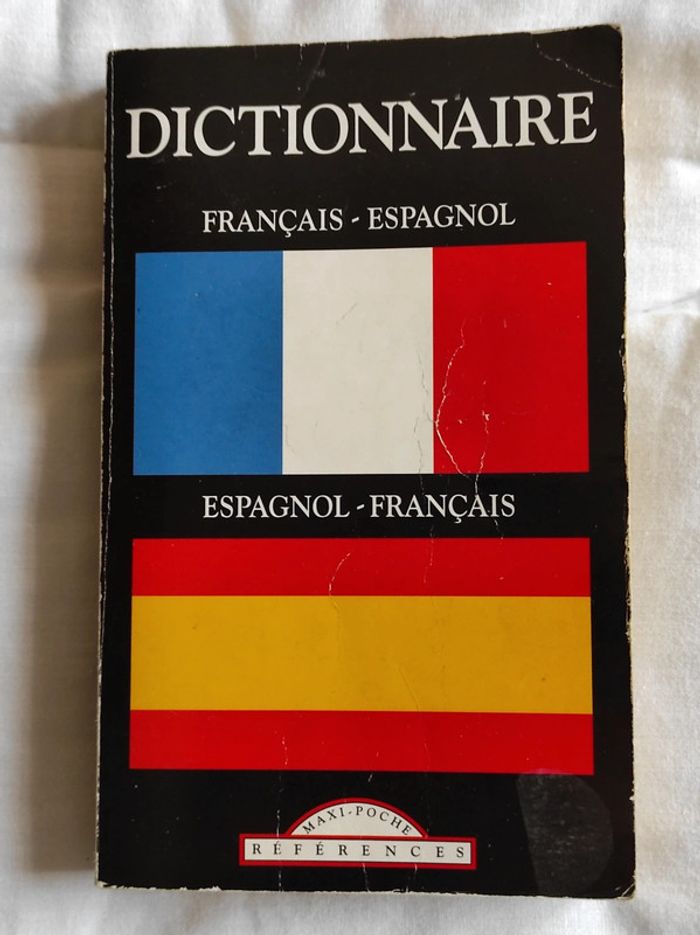 DICTIONNAIRE
FRANÇAIS - ESPAGNOL
ESPAGNOL - FRANÇAIS
MAXI-POCHE
RÉFÉRENCES